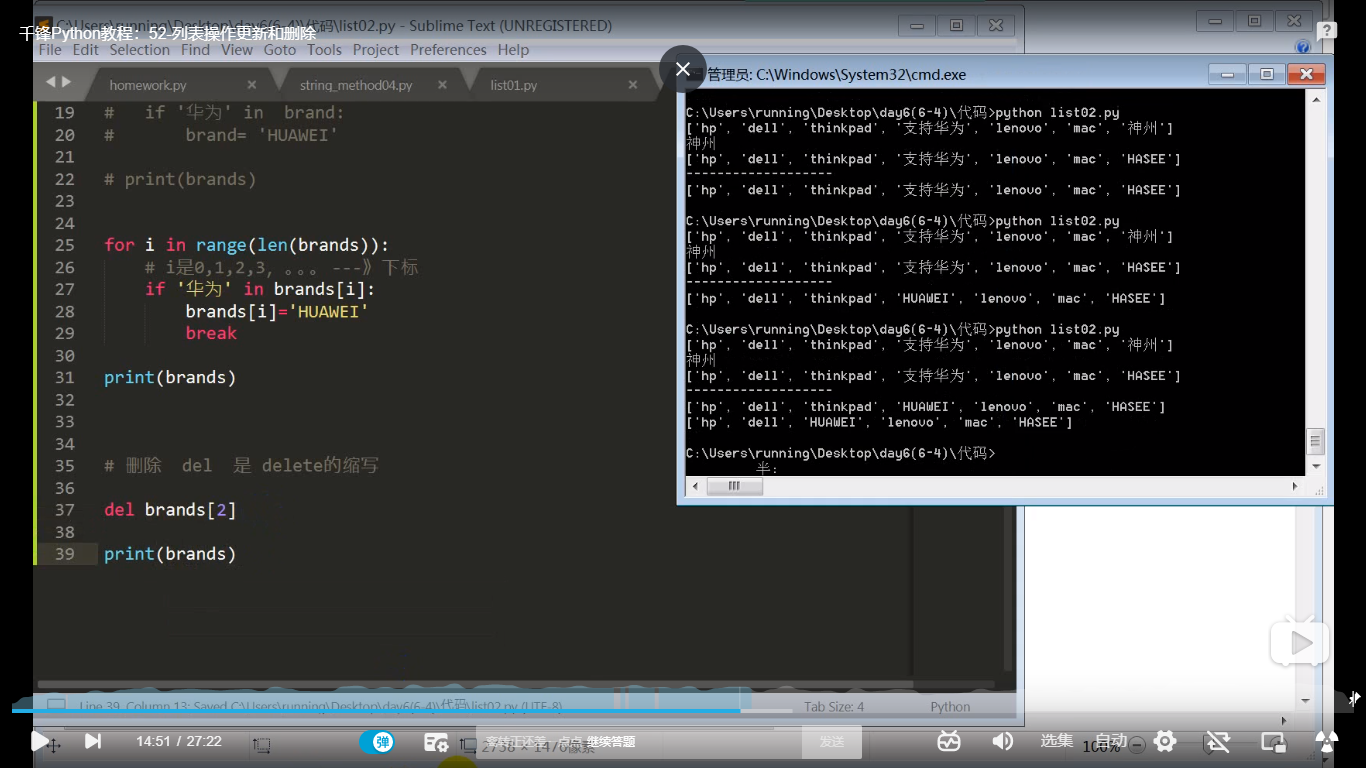 C:\Users\running\Desktop\day6(6-4)\代码\list02.py - Sublime Text (UNREGISTERED)
千锋Python教程：52-列表操作更新和删除
File Edit Selection Find View Goto Tools Project Preferences Help
homework.py string_method04.py list01.py
19 # if '华为' in brand:
20 # brand= 'HUAWEI'
21
22 # print(brands)
23
24
25 for i in range(len(brands)):
26 # i是0,1,2,3, 。。。 ---》下标
27 if '华为' in brands[i]:
28 brands[i]='HUAWEI'
29 break
30
31 print(brands)
32
33
34
35 # 删除 del 是 delete的缩写
36
37 del brands[2]
38
39 print(brands)
管理员: C:\Windows\System32\cmd.exe
C:\Users\running\Desktop\day6(6-4)\代码>python list02.py
['hp', 'dell', 'thinkpad', '支持华为', 'lenovo', 'mac', '神州']
神州
['hp', 'dell', 'thinkpad', '支持华为', 'lenovo', 'mac', 'HASEE']
-------------------
['hp', 'dell', 'thinkpad', '支持华为', 'lenovo', 'mac', 'HASEE']
C:\Users\running\Desktop\day6(6-4)\代码>python list02.py
['hp', 'dell', 'thinkpad', '支持华为', 'lenovo', 'mac', '神州']
神州
['hp', 'dell', 'thinkpad', '支持华为', 'lenovo', 'mac', 'HASEE']
-------------------
['hp', 'dell', 'thinkpad', 'HUAWEI', 'lenovo', 'mac', 'HASEE']
C:\Users\running\Desktop\day6(6-4)\代码>python list02.py
['hp', 'dell', 'thinkpad', '支持华为', 'lenovo', 'mac', '神州']
神州
['hp', 'dell', 'thinkpad', '支持华为', 'lenovo', 'mac', 'HASEE']
-------------------
['hp', 'dell', 'thinkpad', 'HUAWEI', 'lenovo', 'mac', 'HASEE']
['hp', 'dell', 'HUAWEI', 'lenovo', 'mac', 'HASEE']
C:\Users\running\Desktop\day6(6-4)\代码>
半:
Line 39, Column 13; Saved C:\Users\running\Desktop\day6(6-4)\代码\list02.py (UTF-8) Tab Size: 4 Python
14:51 / 27:22 弹 继续答题 发送 选集 自动
100%